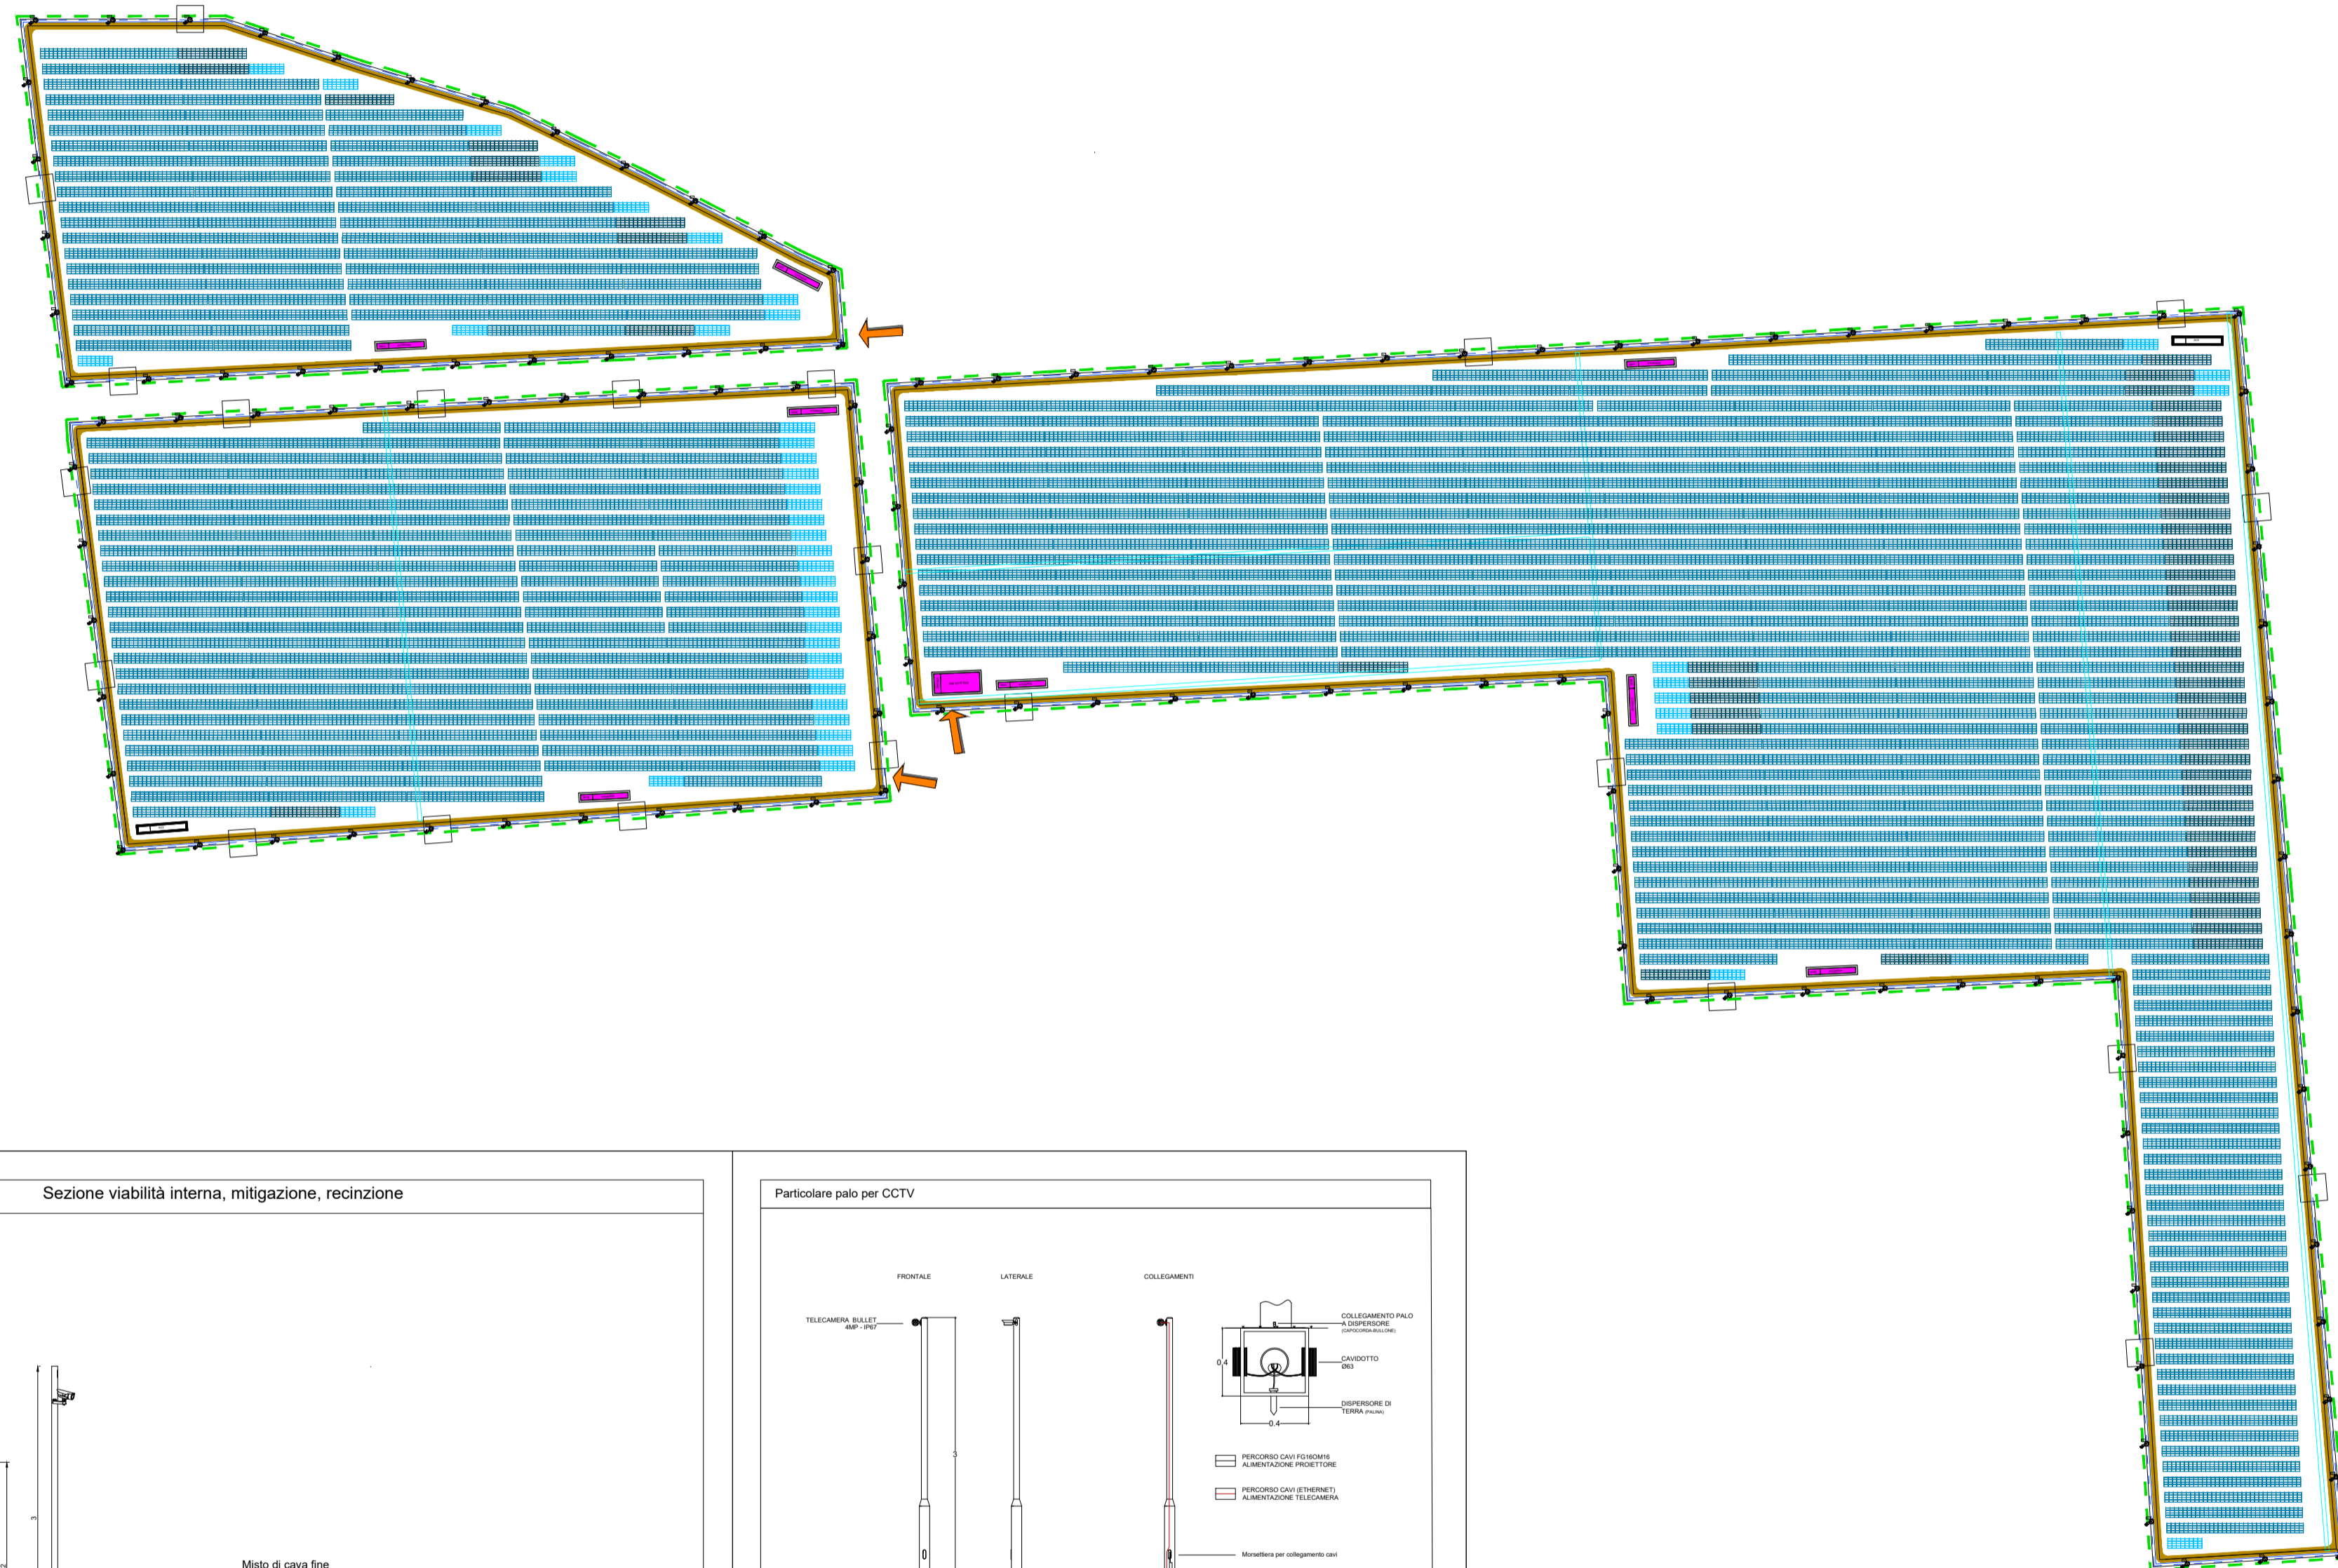 Sezione viabilità interna, mitigazione, recinzione
3
2
Misto di cava fine
Particolare palo per CCTV
FRONTALE
LATERALE
COLLEGAMENTI
TELECAMERA BULLET
4MP - IP67
3
COLLEGAMENTO PALO
A DISPERSORE
(CAPOCORDA-BULLONE)
0,4
CAVIDOTTO
Ø63
DISPERSORE DI
TERRA (PALINA)
0,4
PERCORSO CAVI FG16OM16
ALIMENTAZIONE PROIETTORE
PERCORSO CAVI (ETHERNET)
ALIMENTAZIONE TELECAMERA
Morsettiera per collegamento cavi